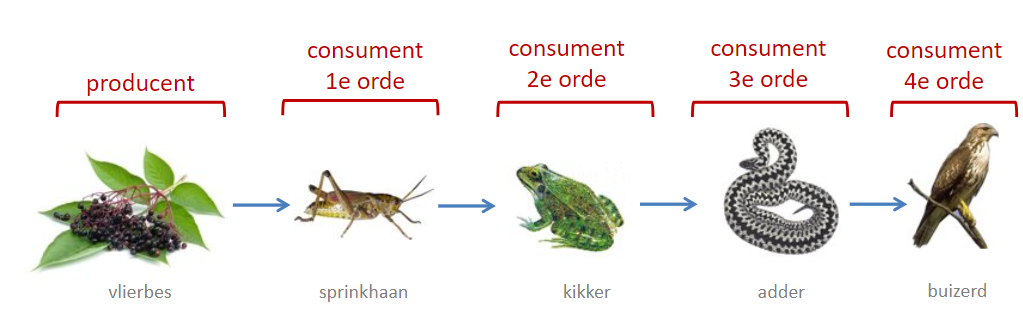 producent
consument
1e orde
consument
2e orde
consument
3e orde
consument
4e orde
vlierbes
sprinkhaan
kikker
adder
buizerd